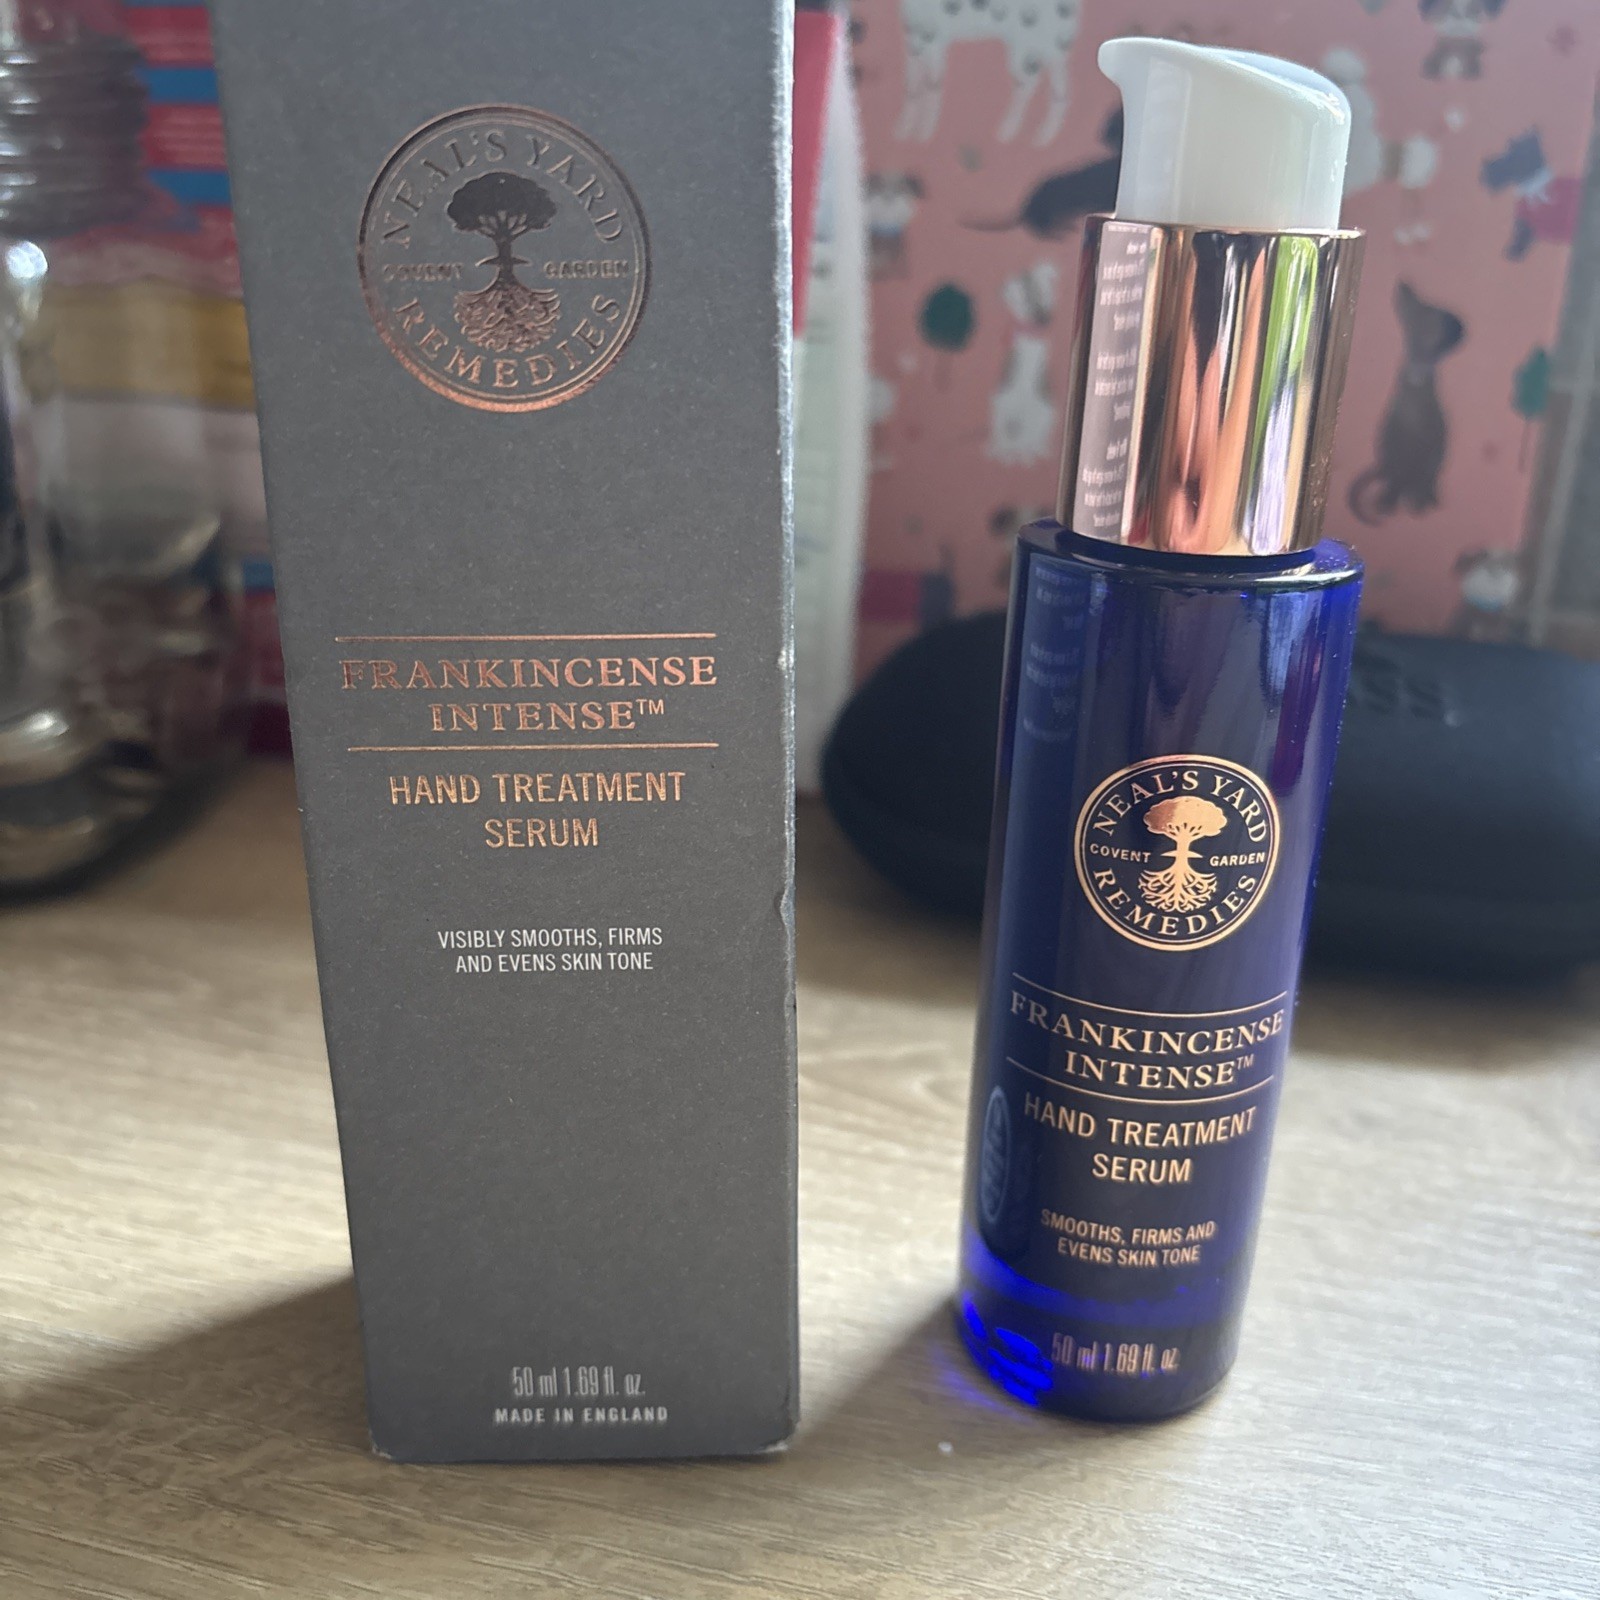 NEAL'S YARD
COVENT GARDEN
REMEDIES
FRANKINCENSE
INTENSE™
HAND TREATMENT
SERUM
VISIBLY SMOOTHS, FIRMS
AND EVENS SKIN TONE
50 ml 1.69 fl. oz.
MADE IN ENGLAND
NEAL'S YARD
COVENT GARDEN
REMEDIES
FRANKINCENSE
INTENSE™
HAND TREATMENT
SERUM
SMOOTHS, FIRMS AND
EVENS SKIN TONE
50 ml 1.69 fl. oz.